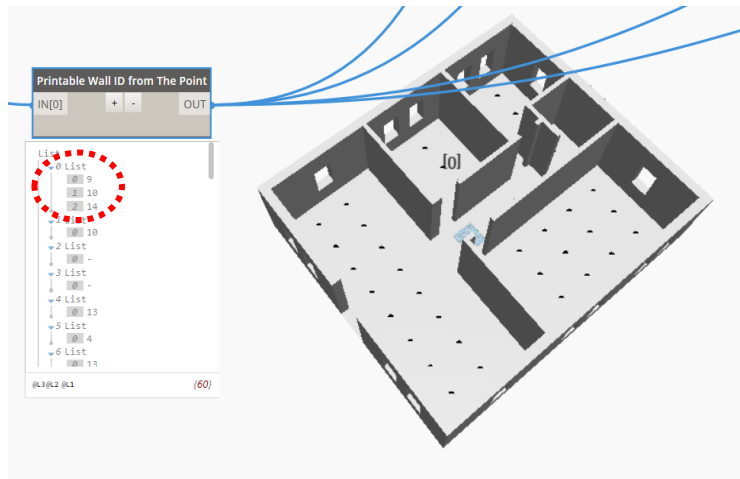 Printable Wall ID from The Point
IN[0] + - OUT
List
0 List
0 9
1 10
2 14
1 List
0 10
2 List
0 -
3 List
0 -
4 List
0 13
5 List
0 4
6 List
0 13
@L3@L2 @L1 {60}
[0]